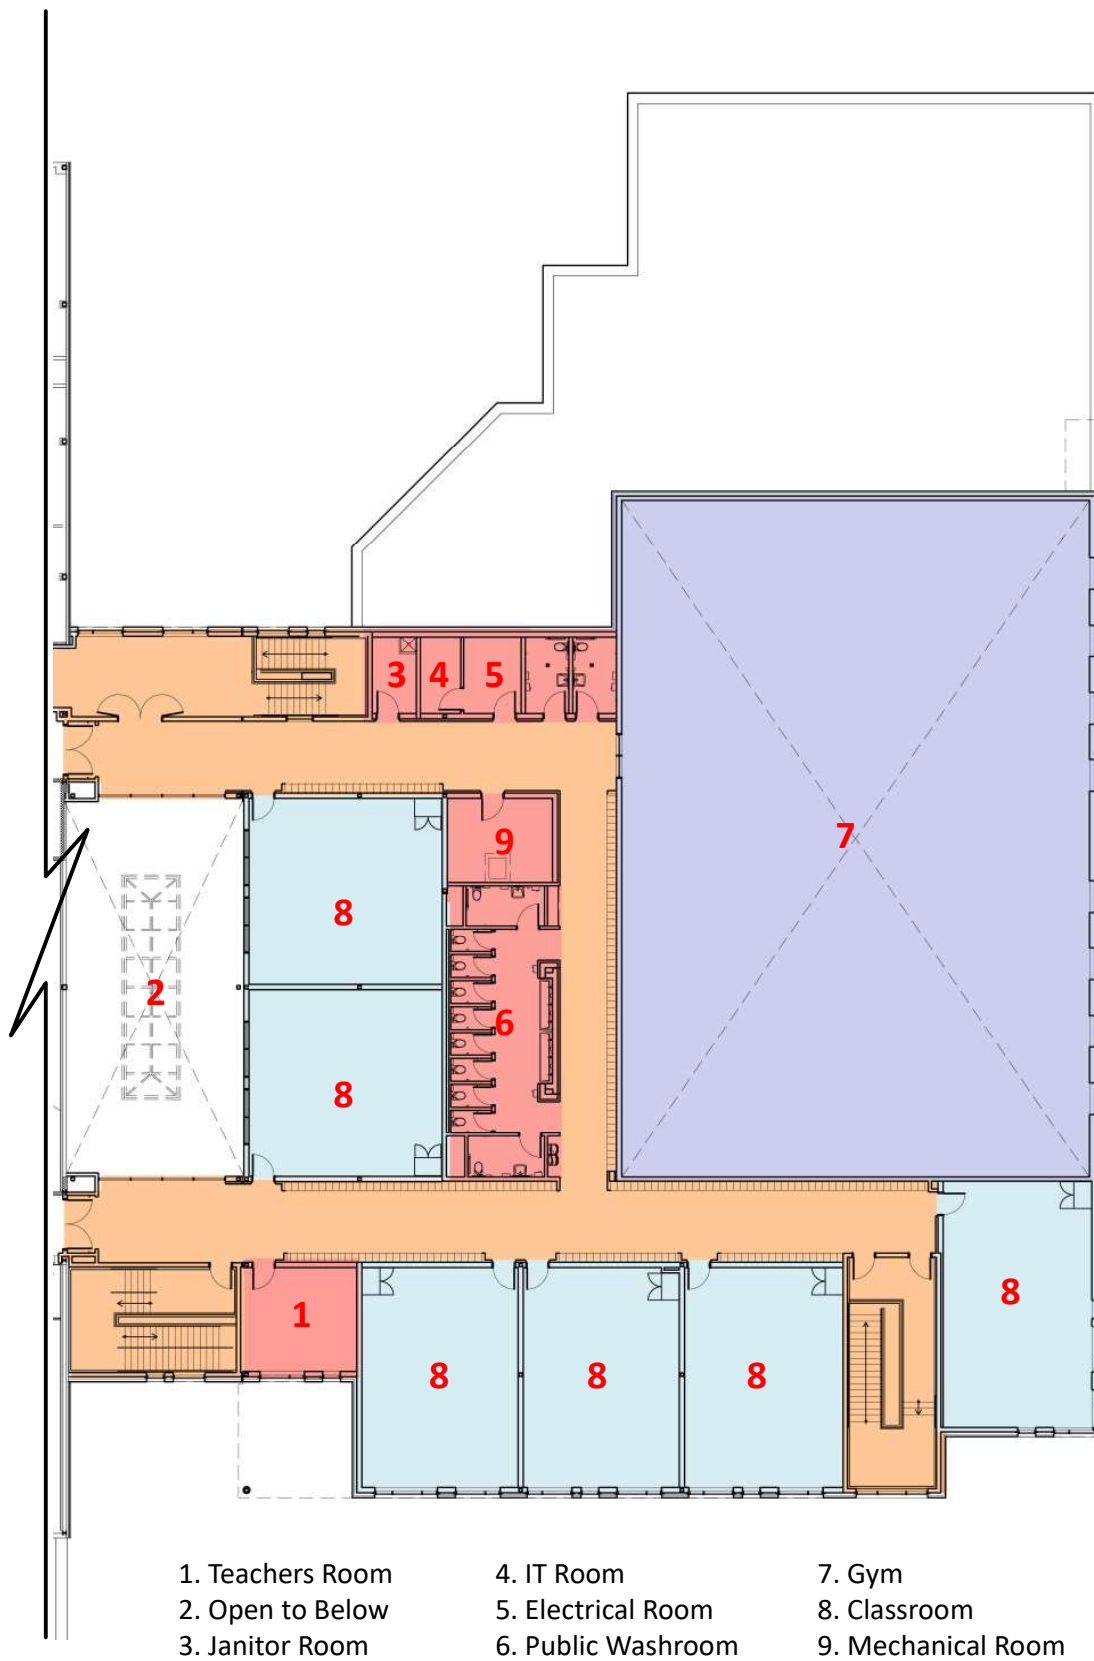 3
4
5
9
7
8
2
6
8
1
8
8
8
8
1. Teachers Room
2. Open to Below
3. Janitor Room
4. IT Room
5. Electrical Room
6. Public Washroom
7. Gym
8. Classroom
9. Mechanical Room